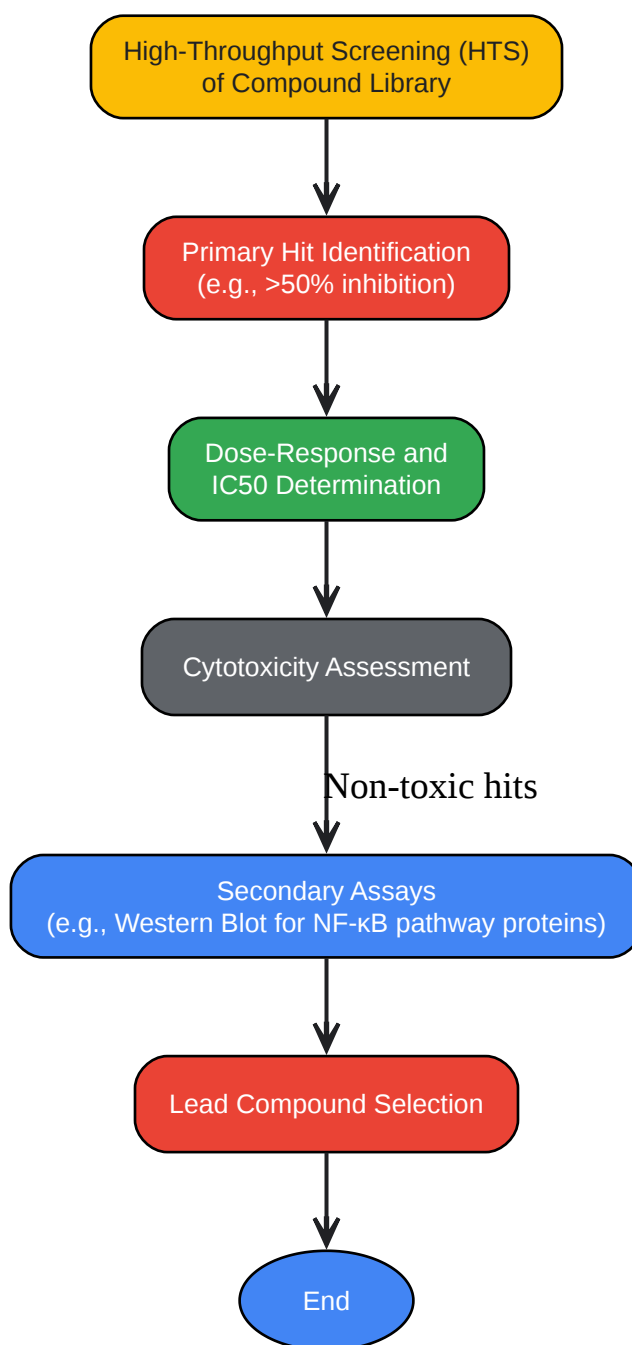 High-Throughput Screening (HTS)
of Compound Library
Primary Hit Identification
(e.g., >50% inhibition)
Dose-Response and
IC50 Determination
Cytotoxicity Assessment
Non-toxic hits
Secondary Assays
(e.g., Western Blot for NF-κB pathway proteins)
Lead Compound Selection
End